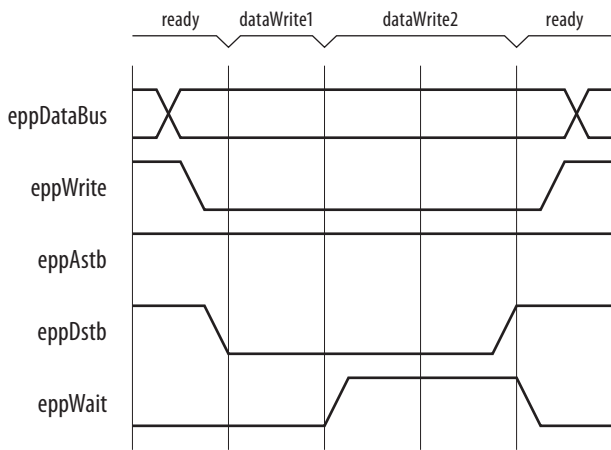 ready dataWrite1 dataWrite2 ready
eppDataBus
eppWrite
eppAstb
eppDstb
eppWait